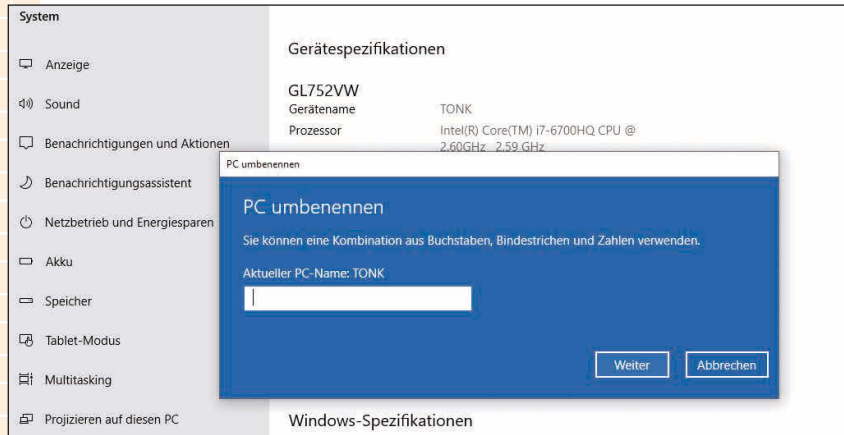 System
Anzeige
Sound
Benachrichtigungen und Aktionen
Benachrichtigungsassistent
Netzbetrieb und Energiesparen
Akku
Speicher
Tablet-Modus
Multitasking
Projizieren auf diesen PC
Gerätespezifikationen
GL752VW
Gerätename TONK
Prozessor Intel(R) Core(TM) i7-6700HQ CPU @
2.60GHz 2.59 GHz
PC umbenennen
PC umbenennen
Sie können eine Kombination aus Buchstaben, Bindestrichen und Zahlen verwenden.
Aktueller PC-Name: TONK
Weiter Abbrechen
Windows-Spezifikationen